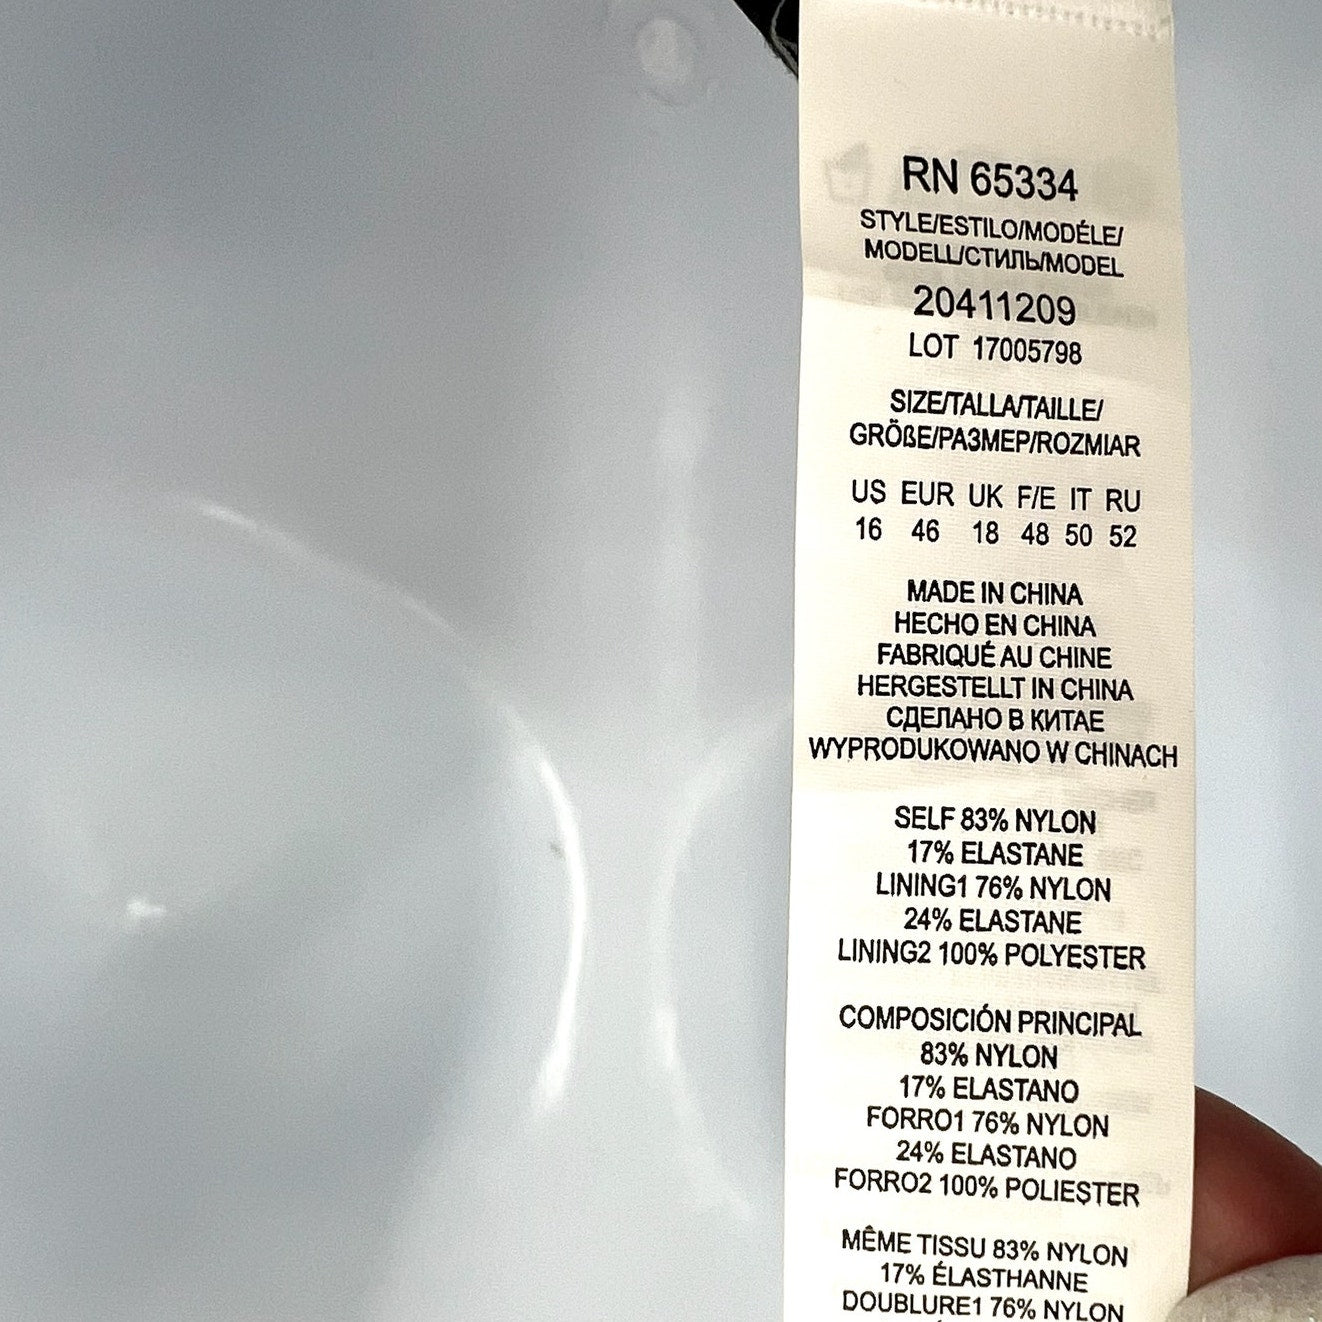 RN 65334
STYLE/ESTILO/MODÉLE/
MODELL/СТИЛЬ/MODEL
20411209
LOT 17005798
SIZE/TALLA/TAILLE/
GRÖßE/РАЗМЕР/ROZMIAR
US EUR UK F/E IT RU
16 46 18 48 50 52
MADE IN CHINA
HECHO EN CHINA
FABRIQUÉ AU CHINE
HERGESTELLT IN CHINA
СДЕЛАНО В КИТАЕ
WYPRODUKOWANO W CHINACH
SELF 83% NYLON
17% ELASTANE
LINING1 76% NYLON
24% ELASTANE
LINING2 100% POLYESTER
COMPOSICIÓN PRINCIPAL
83% NYLON
17% ELASTANO
FORRO1 76% NYLON
24% ELASTANO
FORRO2 100% POLIESTER
MÊME TISSU 83% NYLON
17% ÉLASTHANNE
DOUBLURE1 76% NYLON